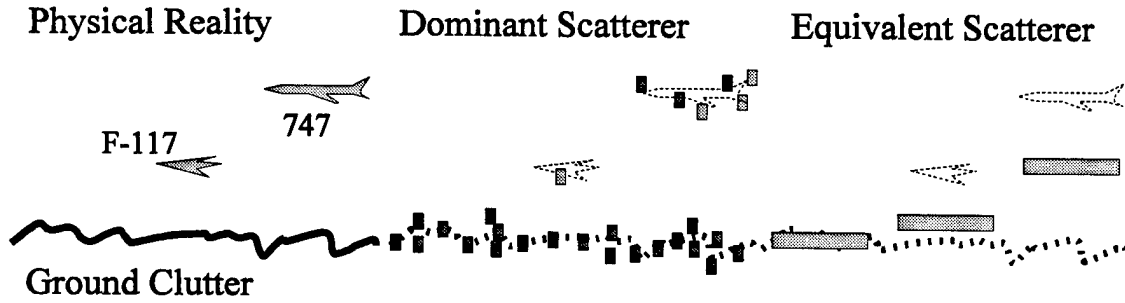 Physical Reality
Dominant Scatterer
Equivalent Scatterer
747
F-117
Ground Clutter